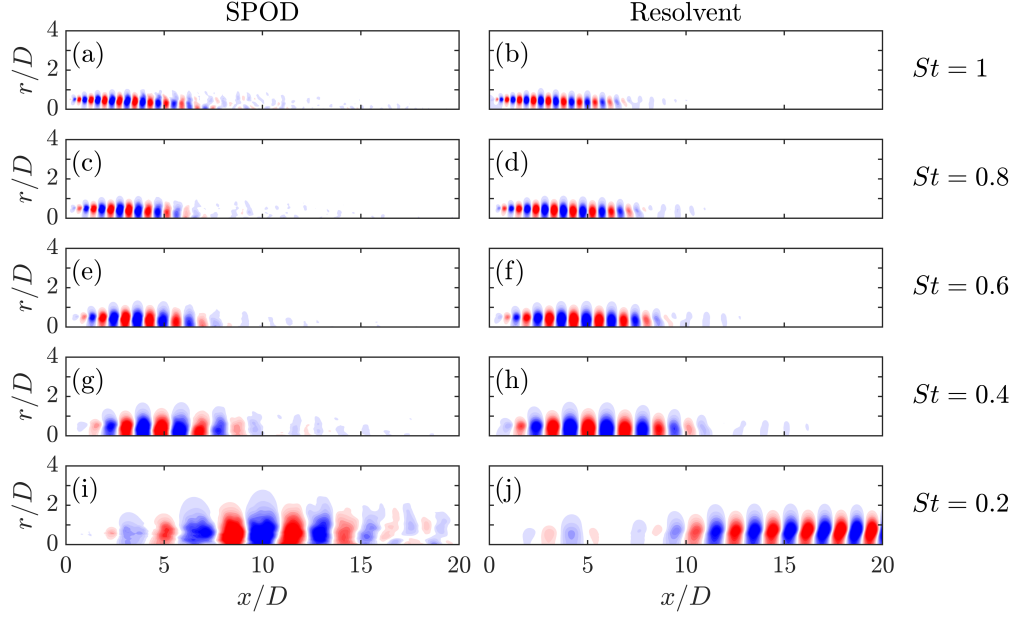 SPOD Resolvent
4 (a) (b) St = 1
r/D 2
0
4 (c) (d) St = 0.8
r/D 2
0
4 (e) (f) St = 0.6
r/D 2
0
4 (g) (h) St = 0.4
r/D 2
0
4 (i) (j) St = 0.2
r/D 2
0
0 5 10 15 20 0 5 10 15 20
x/D x/D